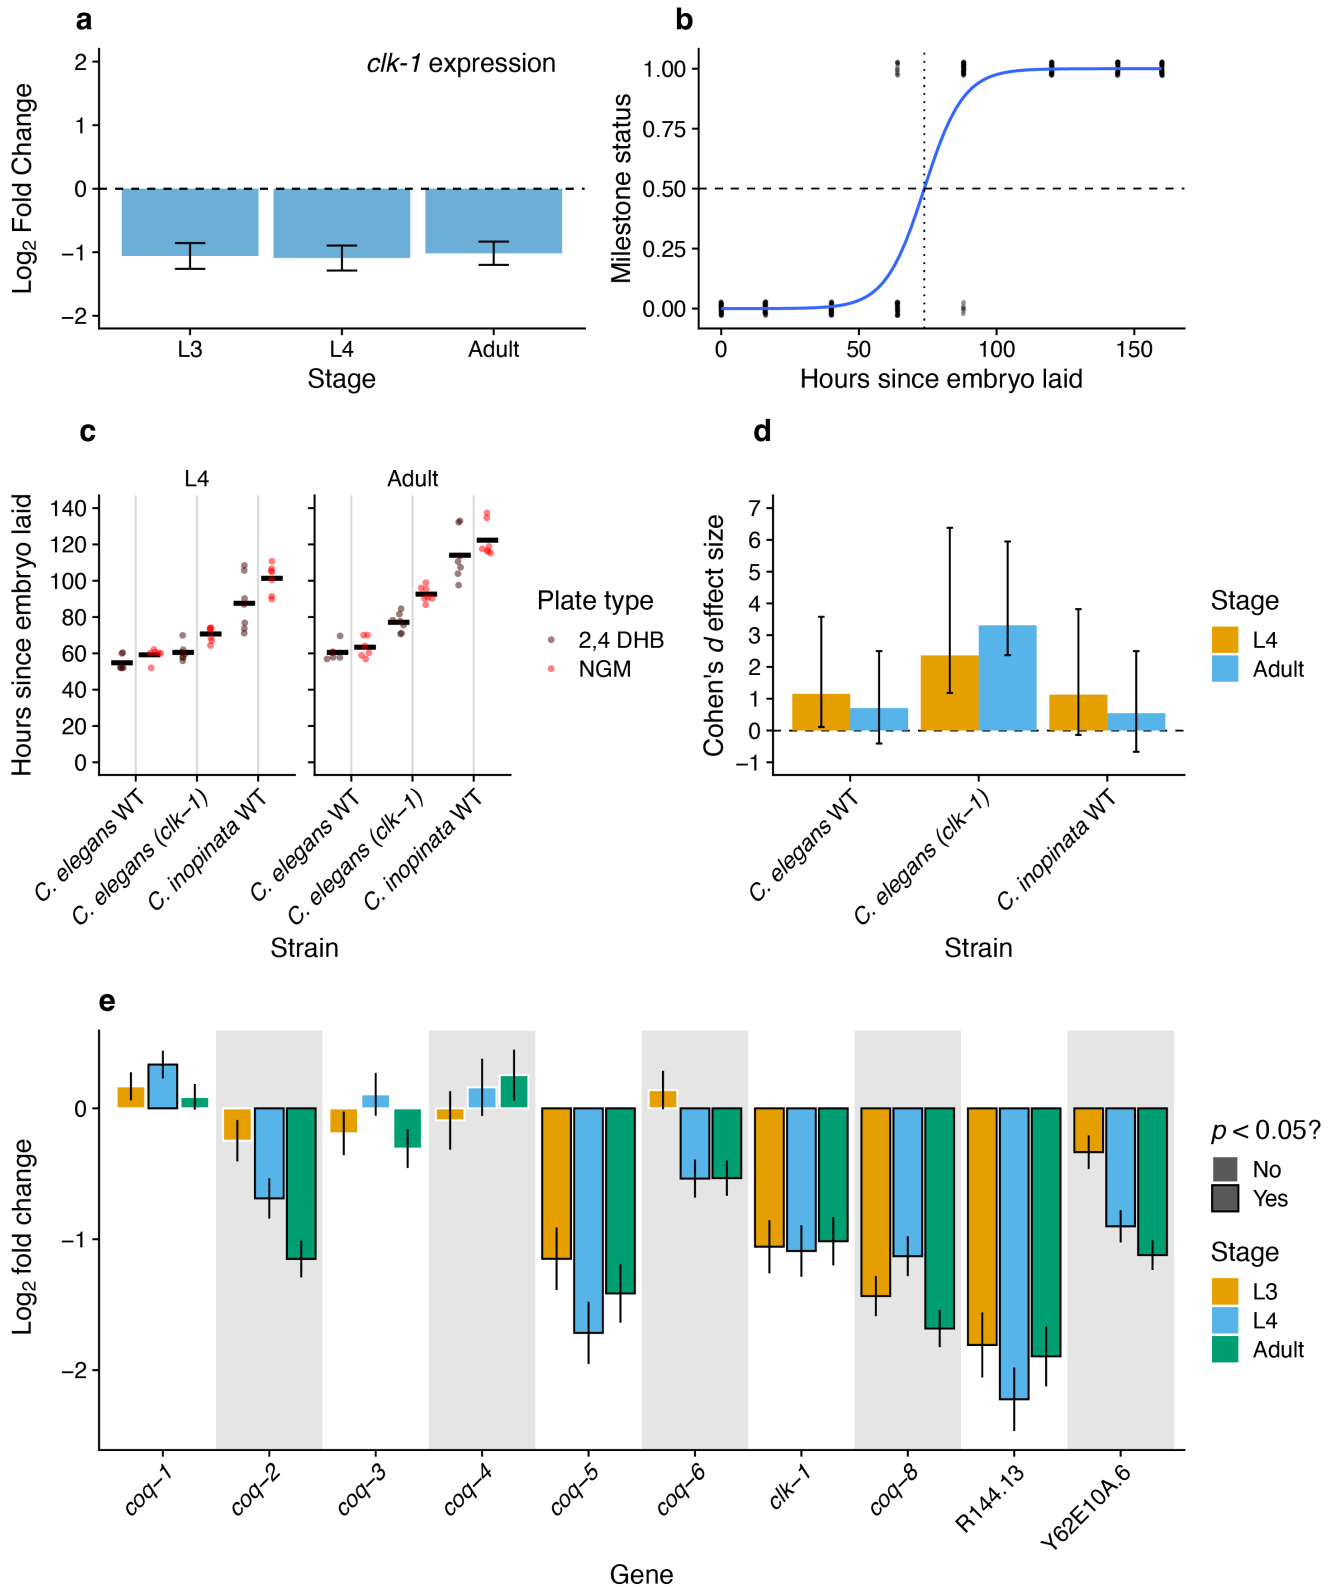 a
clk-1 expression
Log2 Fold Change
2
1
0
−1
−2
L3
L4
Adult
Stage
b
Milestone status
1.00
0.75
0.50
0.25
0.00
0
50
100
150
Hours since embryo laid
c
L4
Adult
Hours since embryo laid
140
120
100
80
60
40
20
0
C. elegans WT
C. elegans (clk−1)
C. inopinata WT
C. elegans WT
C. elegans (clk−1)
C. inopinata WT
Strain
Plate type
2,4 DHB
NGM
d
Cohen's d effect size
7
6
5
4
3
2
1
0
−1
C. elegans WT
C. elegans (clk−1)
C. inopinata WT
Strain
Stage
L4
Adult
e
Log2 fold change
0
−1
−2
coq−1
coq−2
coq−3
coq−4
coq−5
coq−6
clk−1
coq−8
R144.13
Y62E10A.6
Gene
p < 0.05?
No
Yes
Stage
L3
L4
Adult